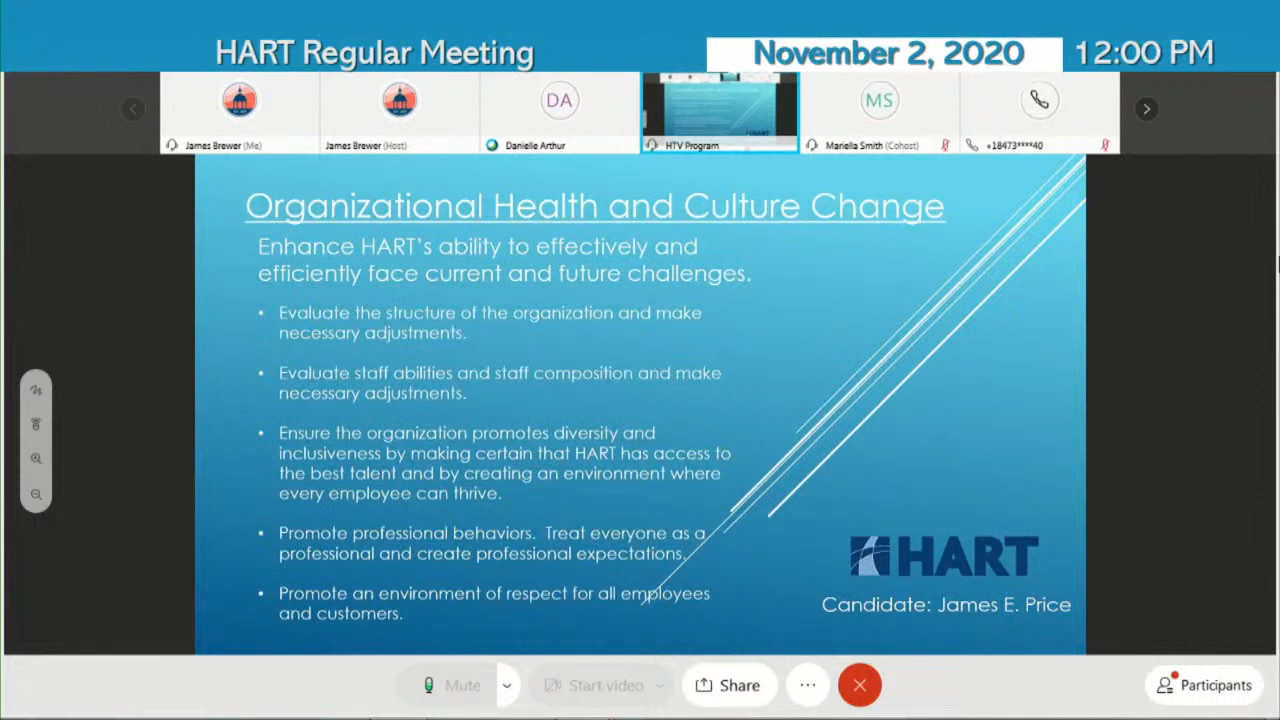 HART Regular Meeting
November 2, 2020
12:00 PM
DA
MS
James Brewer (Me)
James Brewer (Host)
Danielle Arthur
HTV Program
Mariella Smith (Cohost)
+18473****40
Organizational Health and Culture Change
Enhance HART's ability to effectively and
efficiently face current and future challenges.
• Evaluate the structure of the organization and make
necessary adjustments.
• Evaluate staff abilities and staff composition and make
necessary adjustments.
• Ensure the organization promotes diversity and
inclusiveness by making certain that HART has access to
the best talent and by creating an environment where
every employee can thrive.
• Promote professional behaviors. Treat everyone as a
professional and create professional expectations.
• Promote an environment of respect for all employees
and customers.
HART
Candidate: James E. Price
Mute
Start video
Share
Participants